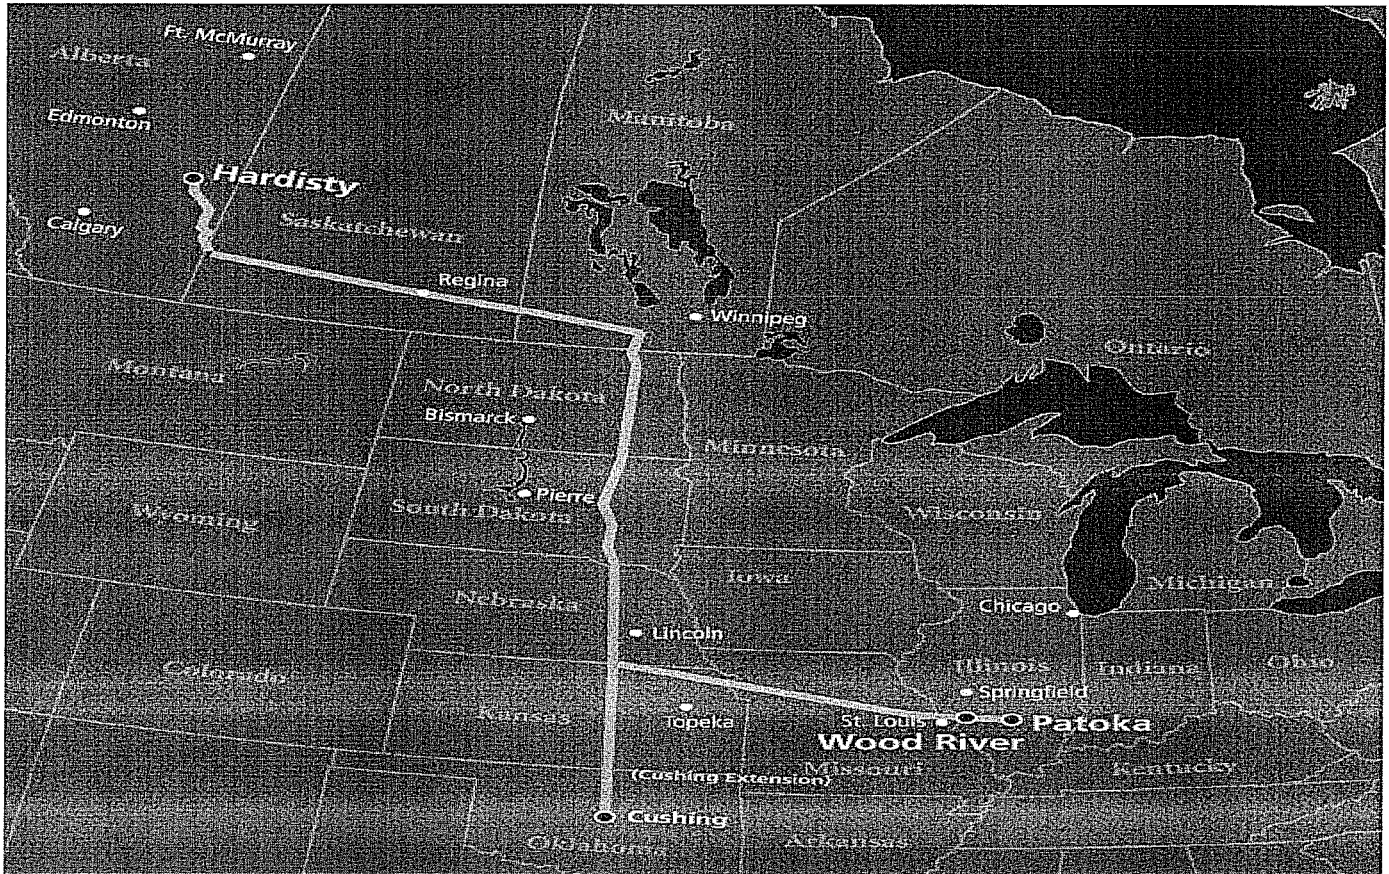 Ft. McMurray
Alberta
Edmonton
Manitoba
Hardisty
Calgary
Saskatchewan
Regina
Winnipeg
Ontario
Montana
North Dakota
Bismarck
Minnesota
Pierre
South Dakota
Wyoming
Wisconsin
Iowa
Michigan
Nebraska
Chicago
Lincoln
Illinois
Indiana
Ohio
Colorado
Springfield
Kansas
Topeka
St. Louis
Patoka
Wood River
Missouri
Kentucky
(Cushing Extension)
Cushing
Oklahoma
Arkansas